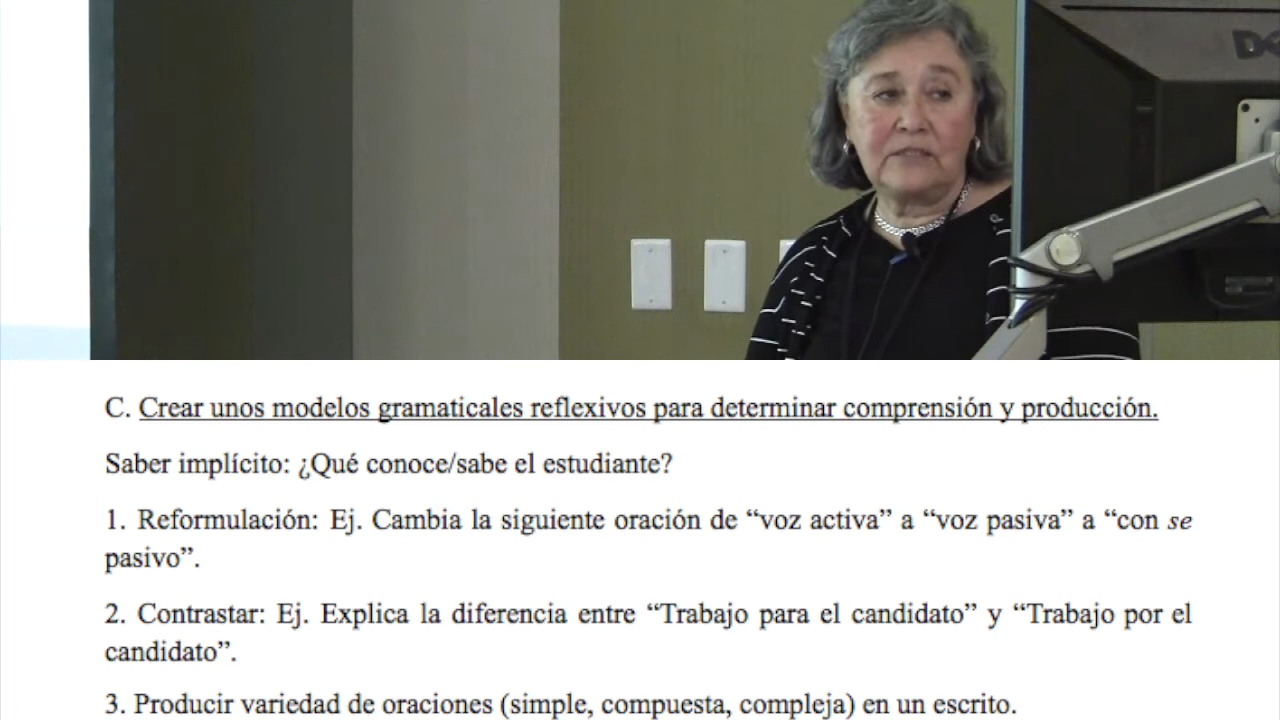 C. Crear unos modelos gramaticales reflexivos para determinar comprensión y producción.
Saber implícito: ¿Qué conoce/sabe el estudiante?
1. Reformulación: Ej. Cambia la siguiente oración de “voz activa” a “voz pasiva” a “con se
pasivo”.
2. Contrastar: Ej. Explica la diferencia entre “Trabajo para el candidato” y “Trabajo por el
candidato”.
3. Producir variedad de oraciones (simple, compuesta, compleja) en un escrito.